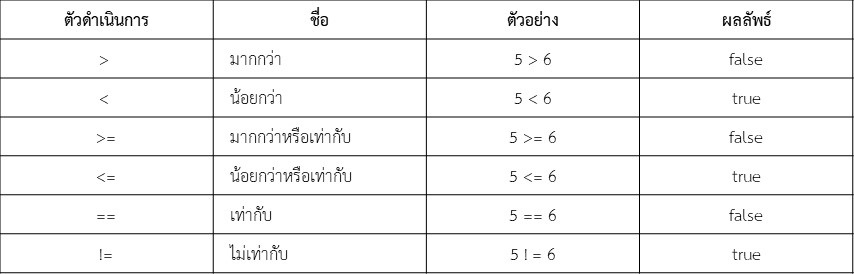 ตัวดำเนินการ ชื่อ ตัวอย่าง ผลลัพธ์
> มากกว่า 5 > 6 false
< น้อยกว่า 5 < 6 true
>= มากกว่าหรือเท่ากับ 5 >= 6 false
<= น้อยกว่าหรือเท่ากับ 5 <= 6 true
== เท่ากับ 5 == 6 false
!= ไม่เท่ากับ 5 ! = 6 true